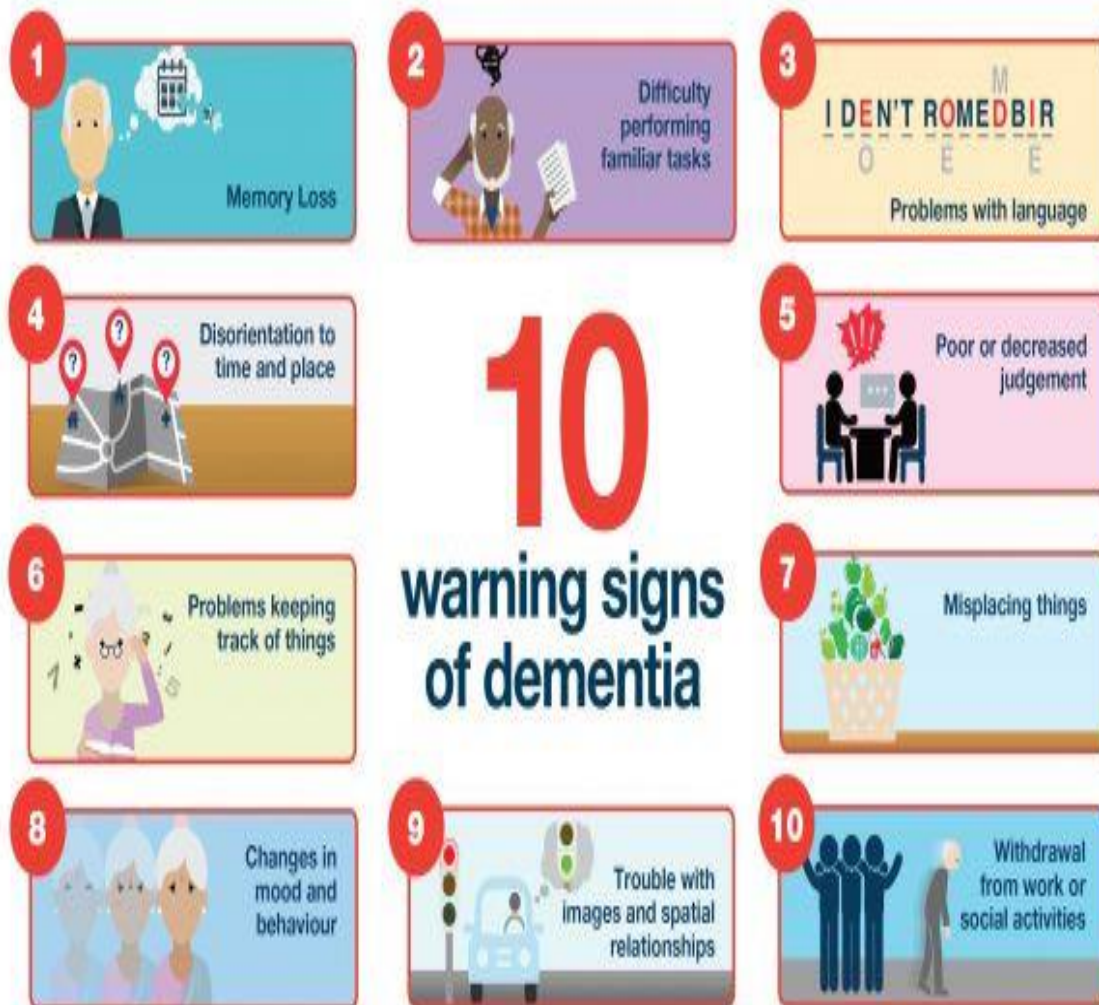 1
Memory Loss
2
Difficulty
performing
familiar tasks
3
M
I DEN'T ROMEDBIR
O E E
Problems with language
4
? ? ?
Disorientation to
time and place
5
!!!
...
Poor or decreased
judgement
10
warning signs
of dementia
6
Problems keeping
track of things
7
Misplacing things
8
Changes in
mood and
behaviour
9
Trouble with
images and spatial
relationships
10
Withdrawal
from work or
social activities